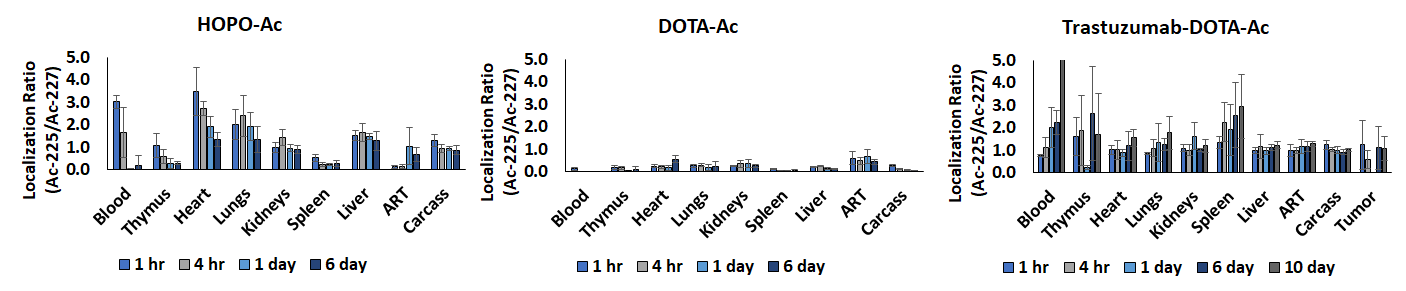 HOPO-Ac
Localization Ratio
(Ac-225/Ac-227)
5.0
4.0
3.0
2.0
1.0
0.0
Blood
Thymus
Heart
Lungs
Kidneys
Spleen
Liver
ART
Carcass
1 hr 4 hr 1 day 6 day
DOTA-Ac
Localization Ratio
(Ac-225/Ac-227)
5.0
4.0
3.0
2.0
1.0
0.0
Blood
Thymus
Heart
Lungs
Kidneys
Spleen
Liver
ART
Carcass
1 hr 4 hr 1 day 6 day
Trastuzumab-DOTA-Ac
Localization Ratio
(Ac-225/Ac-227)
5.0
4.0
3.0
2.0
1.0
0.0
Blood
Thymus
Heart
Lungs
Kidneys
Spleen
Liver
ART
Carcass
Tumor
1 hr 4 hr 1 day 6 day 10 day